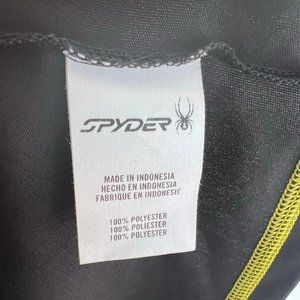 SPYDER
MADE IN INDONESIA
HECHO EN INDONESIA
FABRIQUE EN INDONESIE
100% POLYESTER
100% POLIESTER
100% POLYESTER